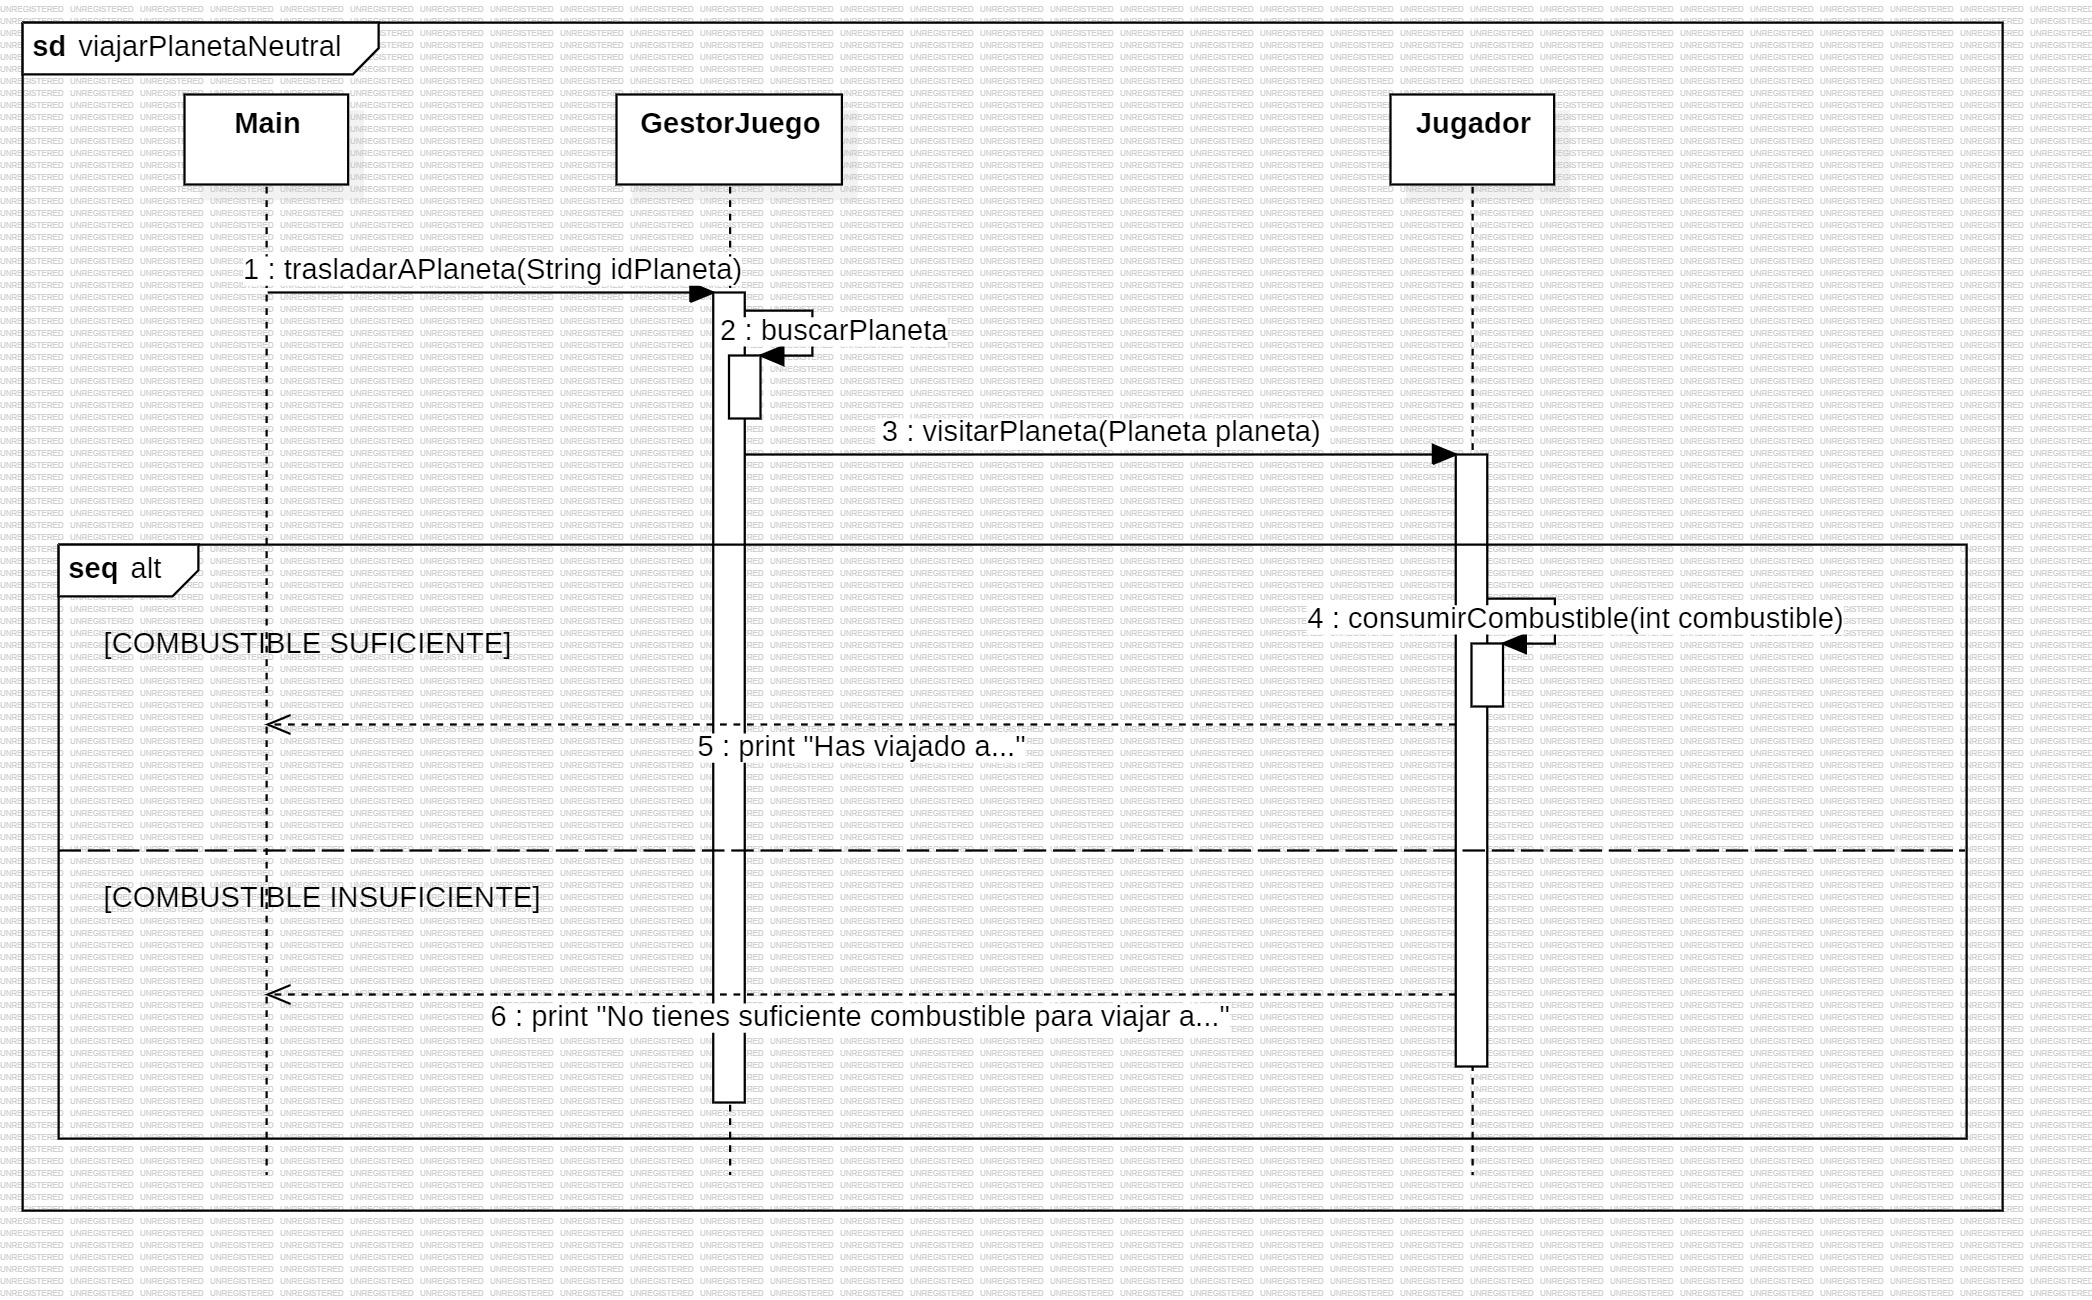 sd viajarPlanetaNeutral
Main
GestorJuego
Jugador
1 : trasladarAPlaneta(String idPlaneta)
2 : buscarPlaneta
3 : visitarPlaneta(Planeta planeta)
seq alt
4 : consumirCombustible(int combustible)
[COMBUSTIBLE SUFICIENTE]
5 : print "Has viajado a..."
[COMBUSTIBLE INSUFICIENTE]
6 : print "No tienes suficiente combustible para viajar a..."
UNREGISTERED